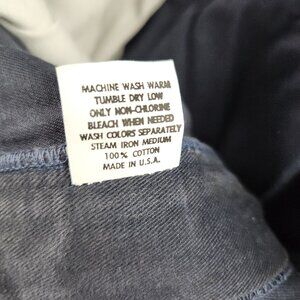 MACHINE WASH WARM
TUMBLE DRY LOW
ONLY NON-CHLORINE
BLEACH WHEN NEEDED
WASH COLORS SEPARATELY
STEAM IRON MEDIUM
100% COTTON
MADE IN U.S.A.